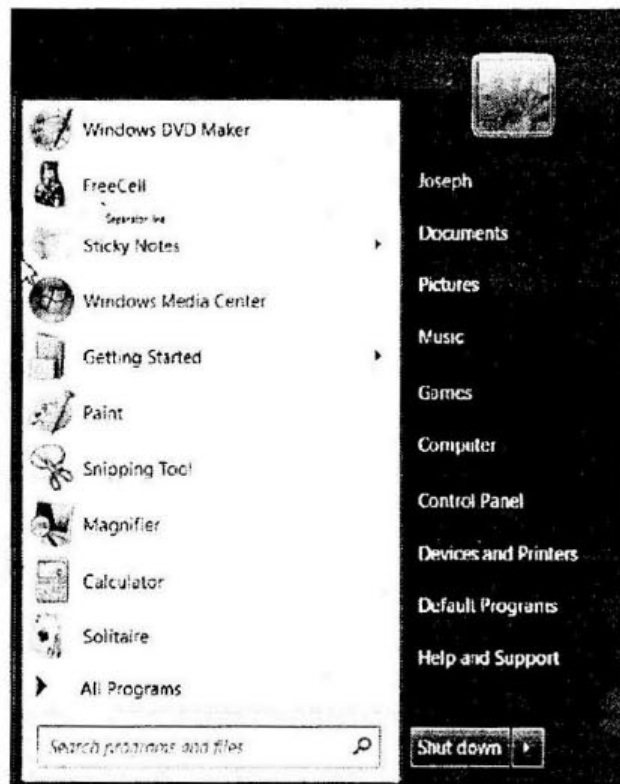 Windows DVD Maker
FreeCell
Separator line
Sticky Notes
Windows Media Center
Getting Started
Paint
Snipping Tool
Magnifier
Calculator
Solitaire
All Programs
Search programs and files
Joseph
Documents
Pictures
Music
Games
Computer
Control Panel
Devices and Printers
Default Programs
Help and Support
Shut down